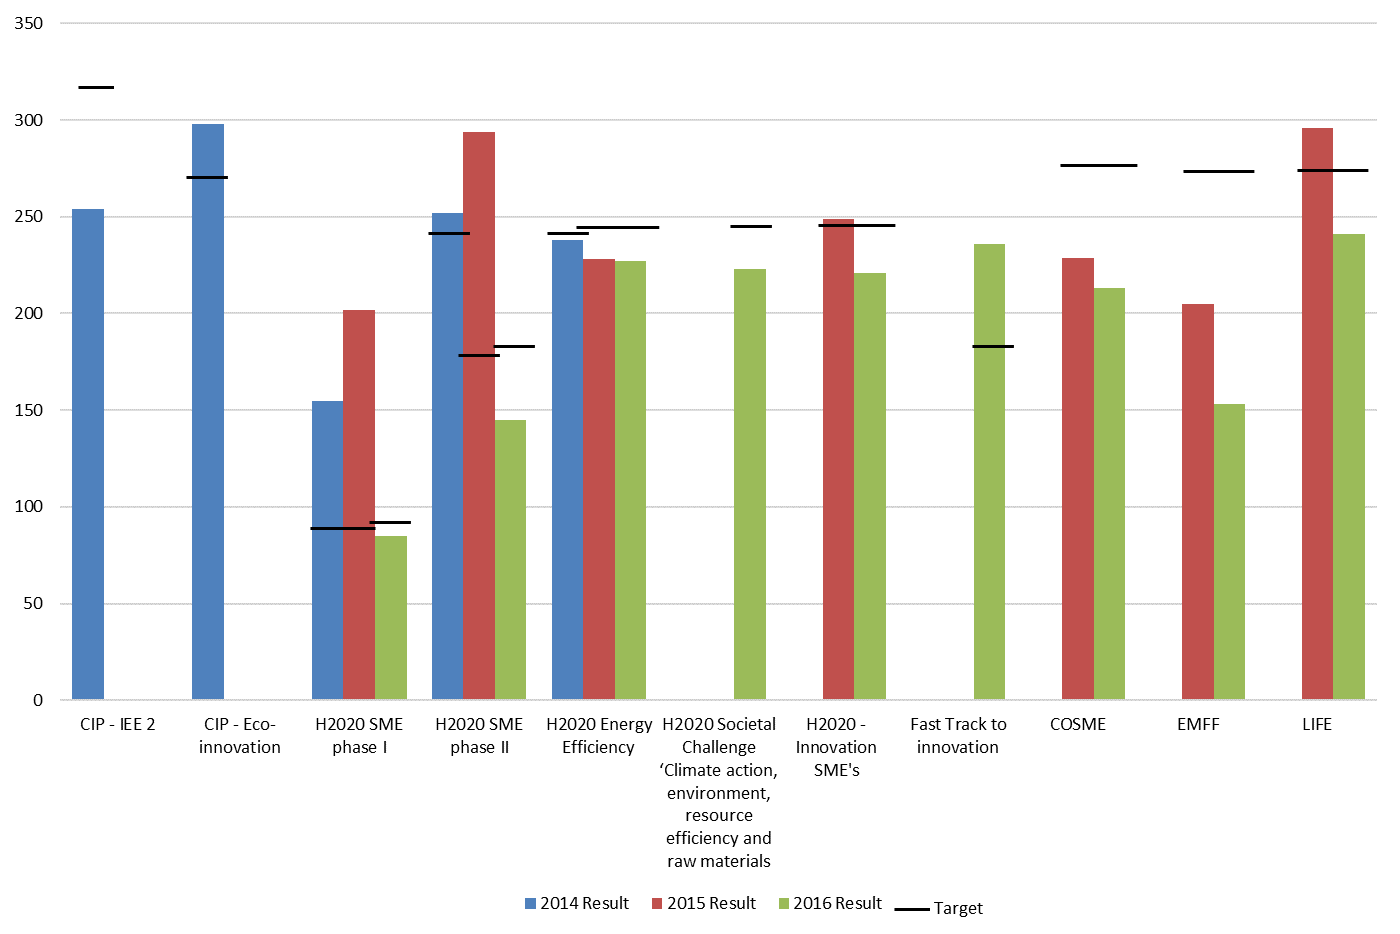 350
300
250
200
150
100
50
0
CIP - IEE 2
CIP - Eco-
innovation
H2020 SME
phase I
H2020 SME
phase II
H2020 Energy
Efficiency
H2020 Societal
Challenge
‘Climate action,
environment,
resource
efficiency and
raw materials
H2020 -
Innovation
SME's
Fast Track to
innovation
COSME
EMFF
LIFE
2014 Result
2015 Result
2016 Result
Target